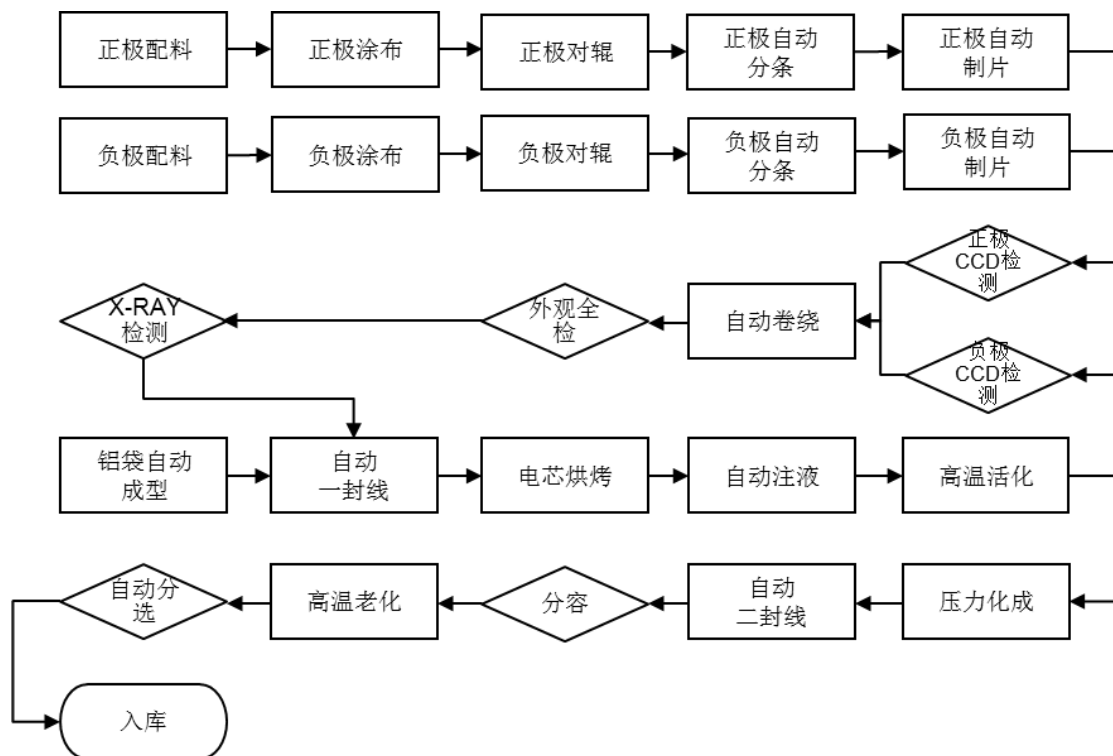 正极配料
正极涂布
正极对辊
正极自动
分条
正极自动
制片
负极配料
负极涂布
负极对辊
负极自动
分条
负极自动
制片
正极
CCD检
测
X-RAY
检测
外观全
检
自动卷绕
负极
CCD检
测
铝袋自动
成型
自动
一封线
电芯烘烤
自动注液
高温活化
自动分
选
高温老化
分容
自动
二封线
压力化成
入库